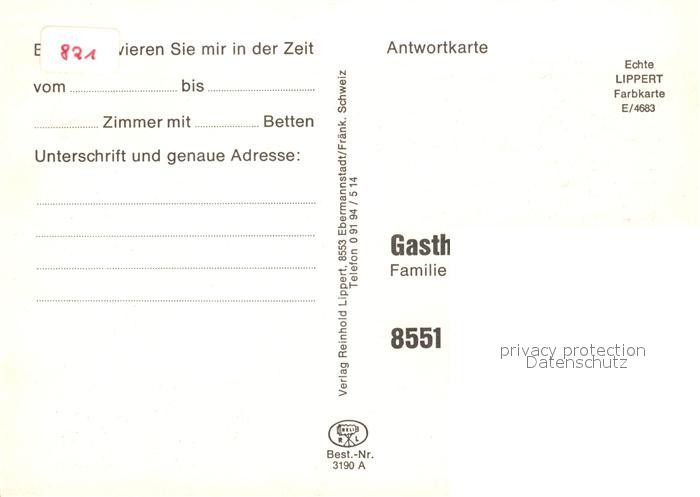 821
vieren Sie mir in der Zeit
vom bis
Zimmer mit Betten
Unterschrift und genaue Adresse:
Verlag Reinhold Lippert, 8553 Ebermannstadt/Fränk. Schweiz
Telefon 0 91 94 / 5 14
RELI
R L
Best.-Nr.
3190 A
Antwortkarte
Echte
LIPPERT
Farbkarte
E/4683
Gasth
Familie
8551
privacy protection
Datenschutz